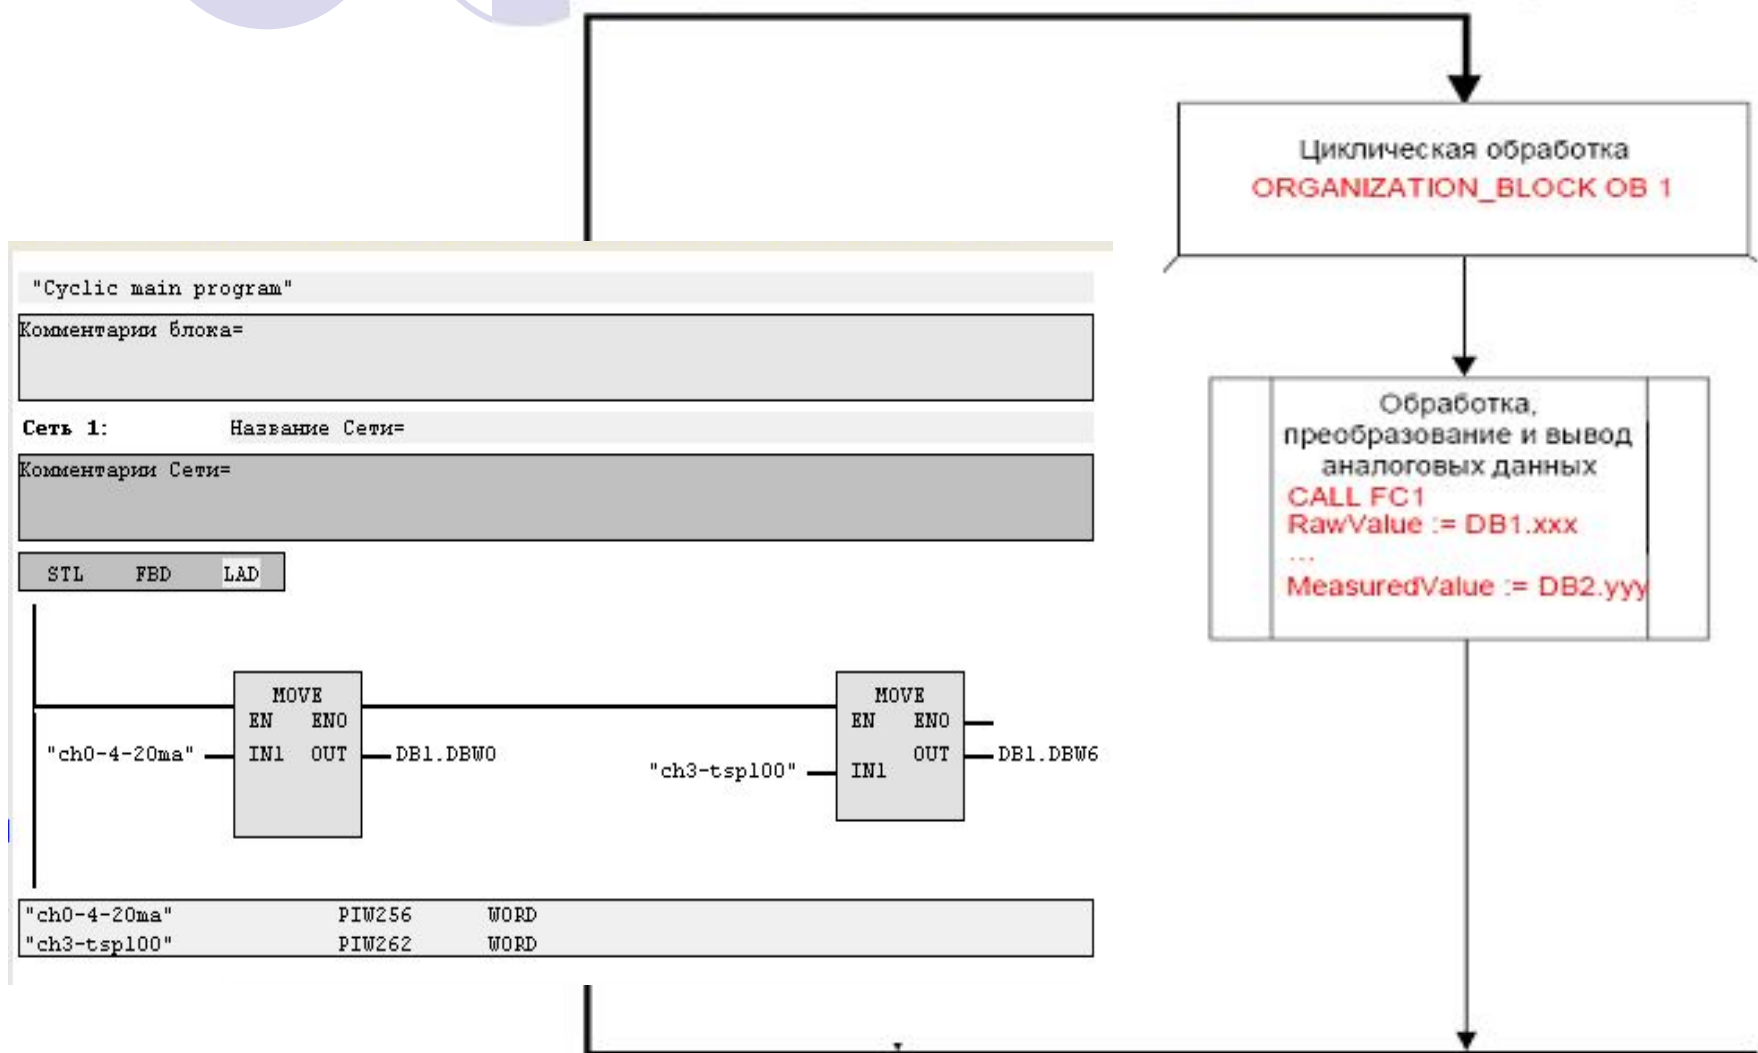 Циклическая обработка
ORGANIZATION_BLOCK OB 1
"Cyclic main program"
Комментарии блока=
Сеть 1: Название Сети=
Комментарии Сети=
STL FBD LAD
MOVE
EN ENO
"ch0-4-20ma" IN1 OUT DB1.DBW0
MOVE
EN ENO
OUT DB1.DBW6
"ch3-tsp100" IN1
"ch0-4-20ma" PIW256 WORD
"ch3-tsp100" PIW262 WORD
Обработка,
преобразование и вывод
аналоговых данных
CALL FC1
RawValue := DB1.xxx
...
MeasuredValue := DB2.yyy